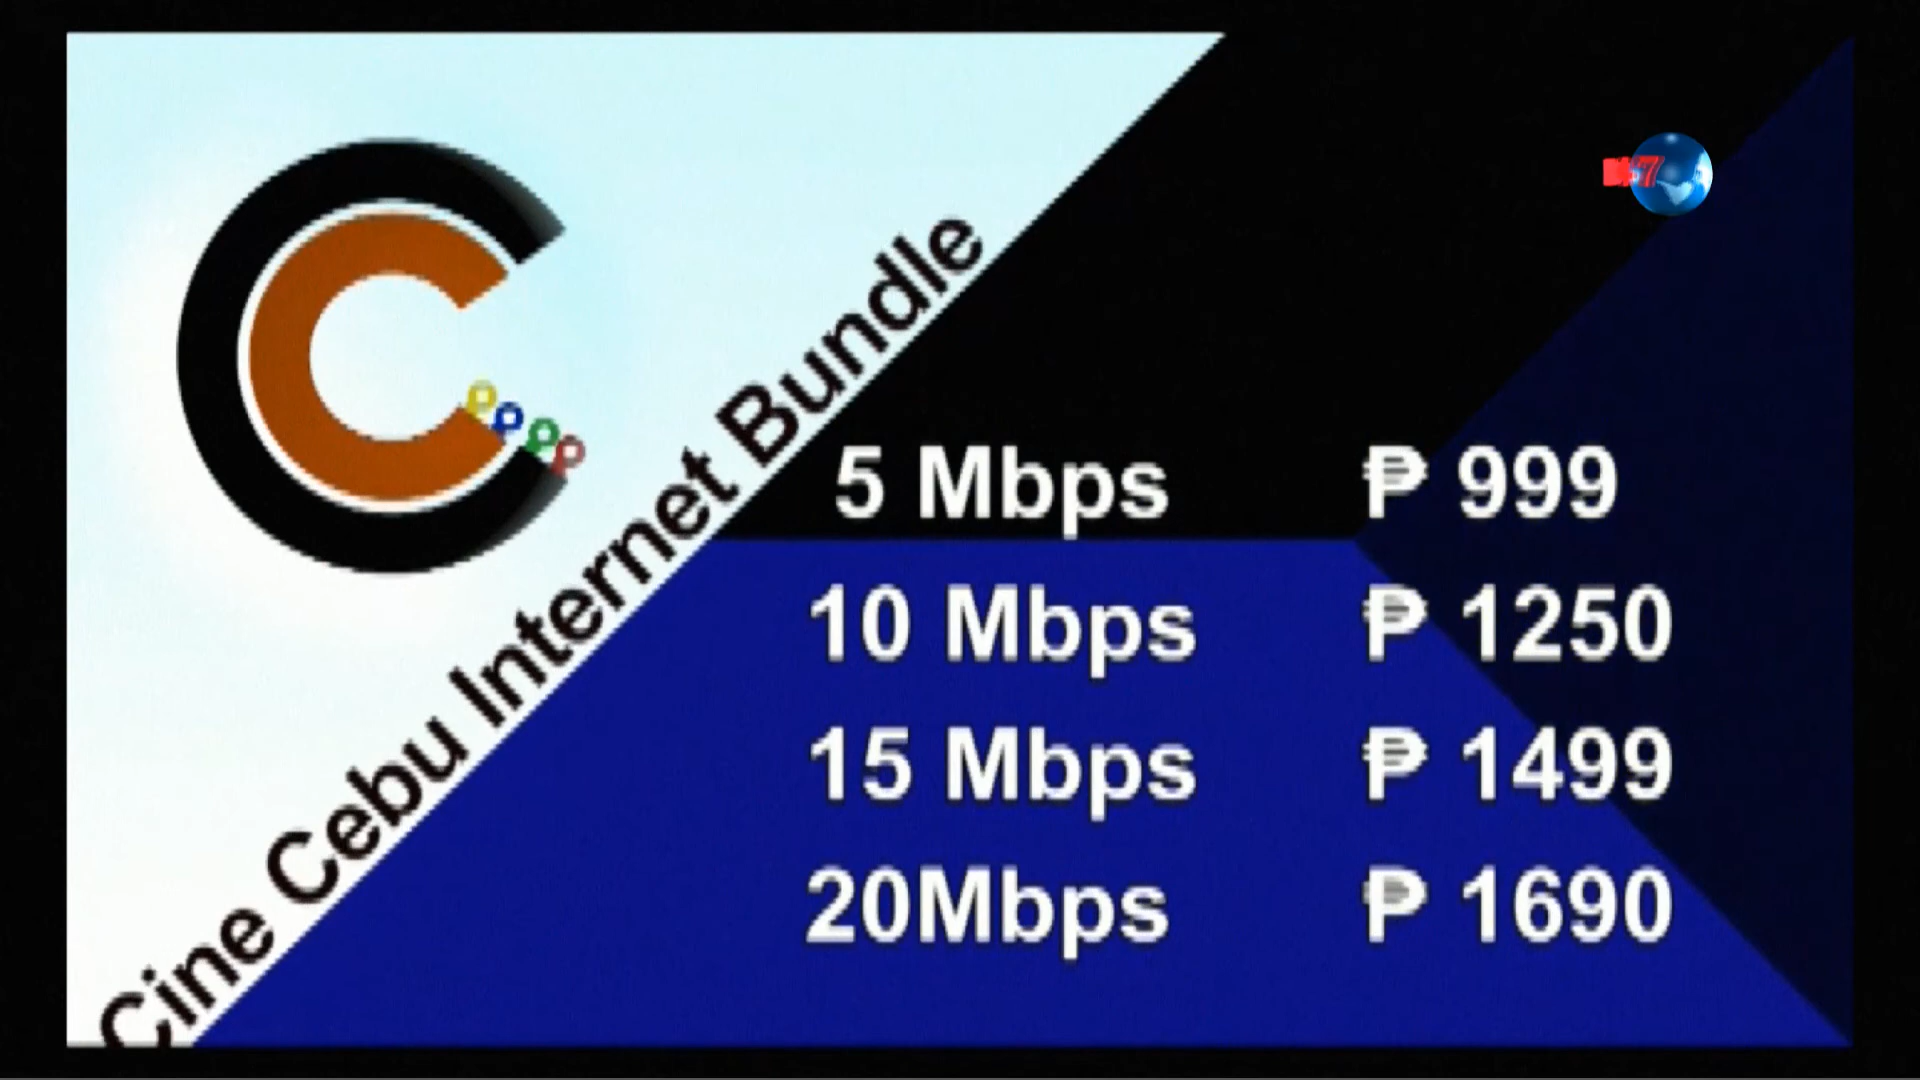 Cine Cebu Internet Bundle
5 Mbps ₱ 999
10 Mbps ₱ 1250
15 Mbps ₱ 1499
20Mbps ₱ 1690